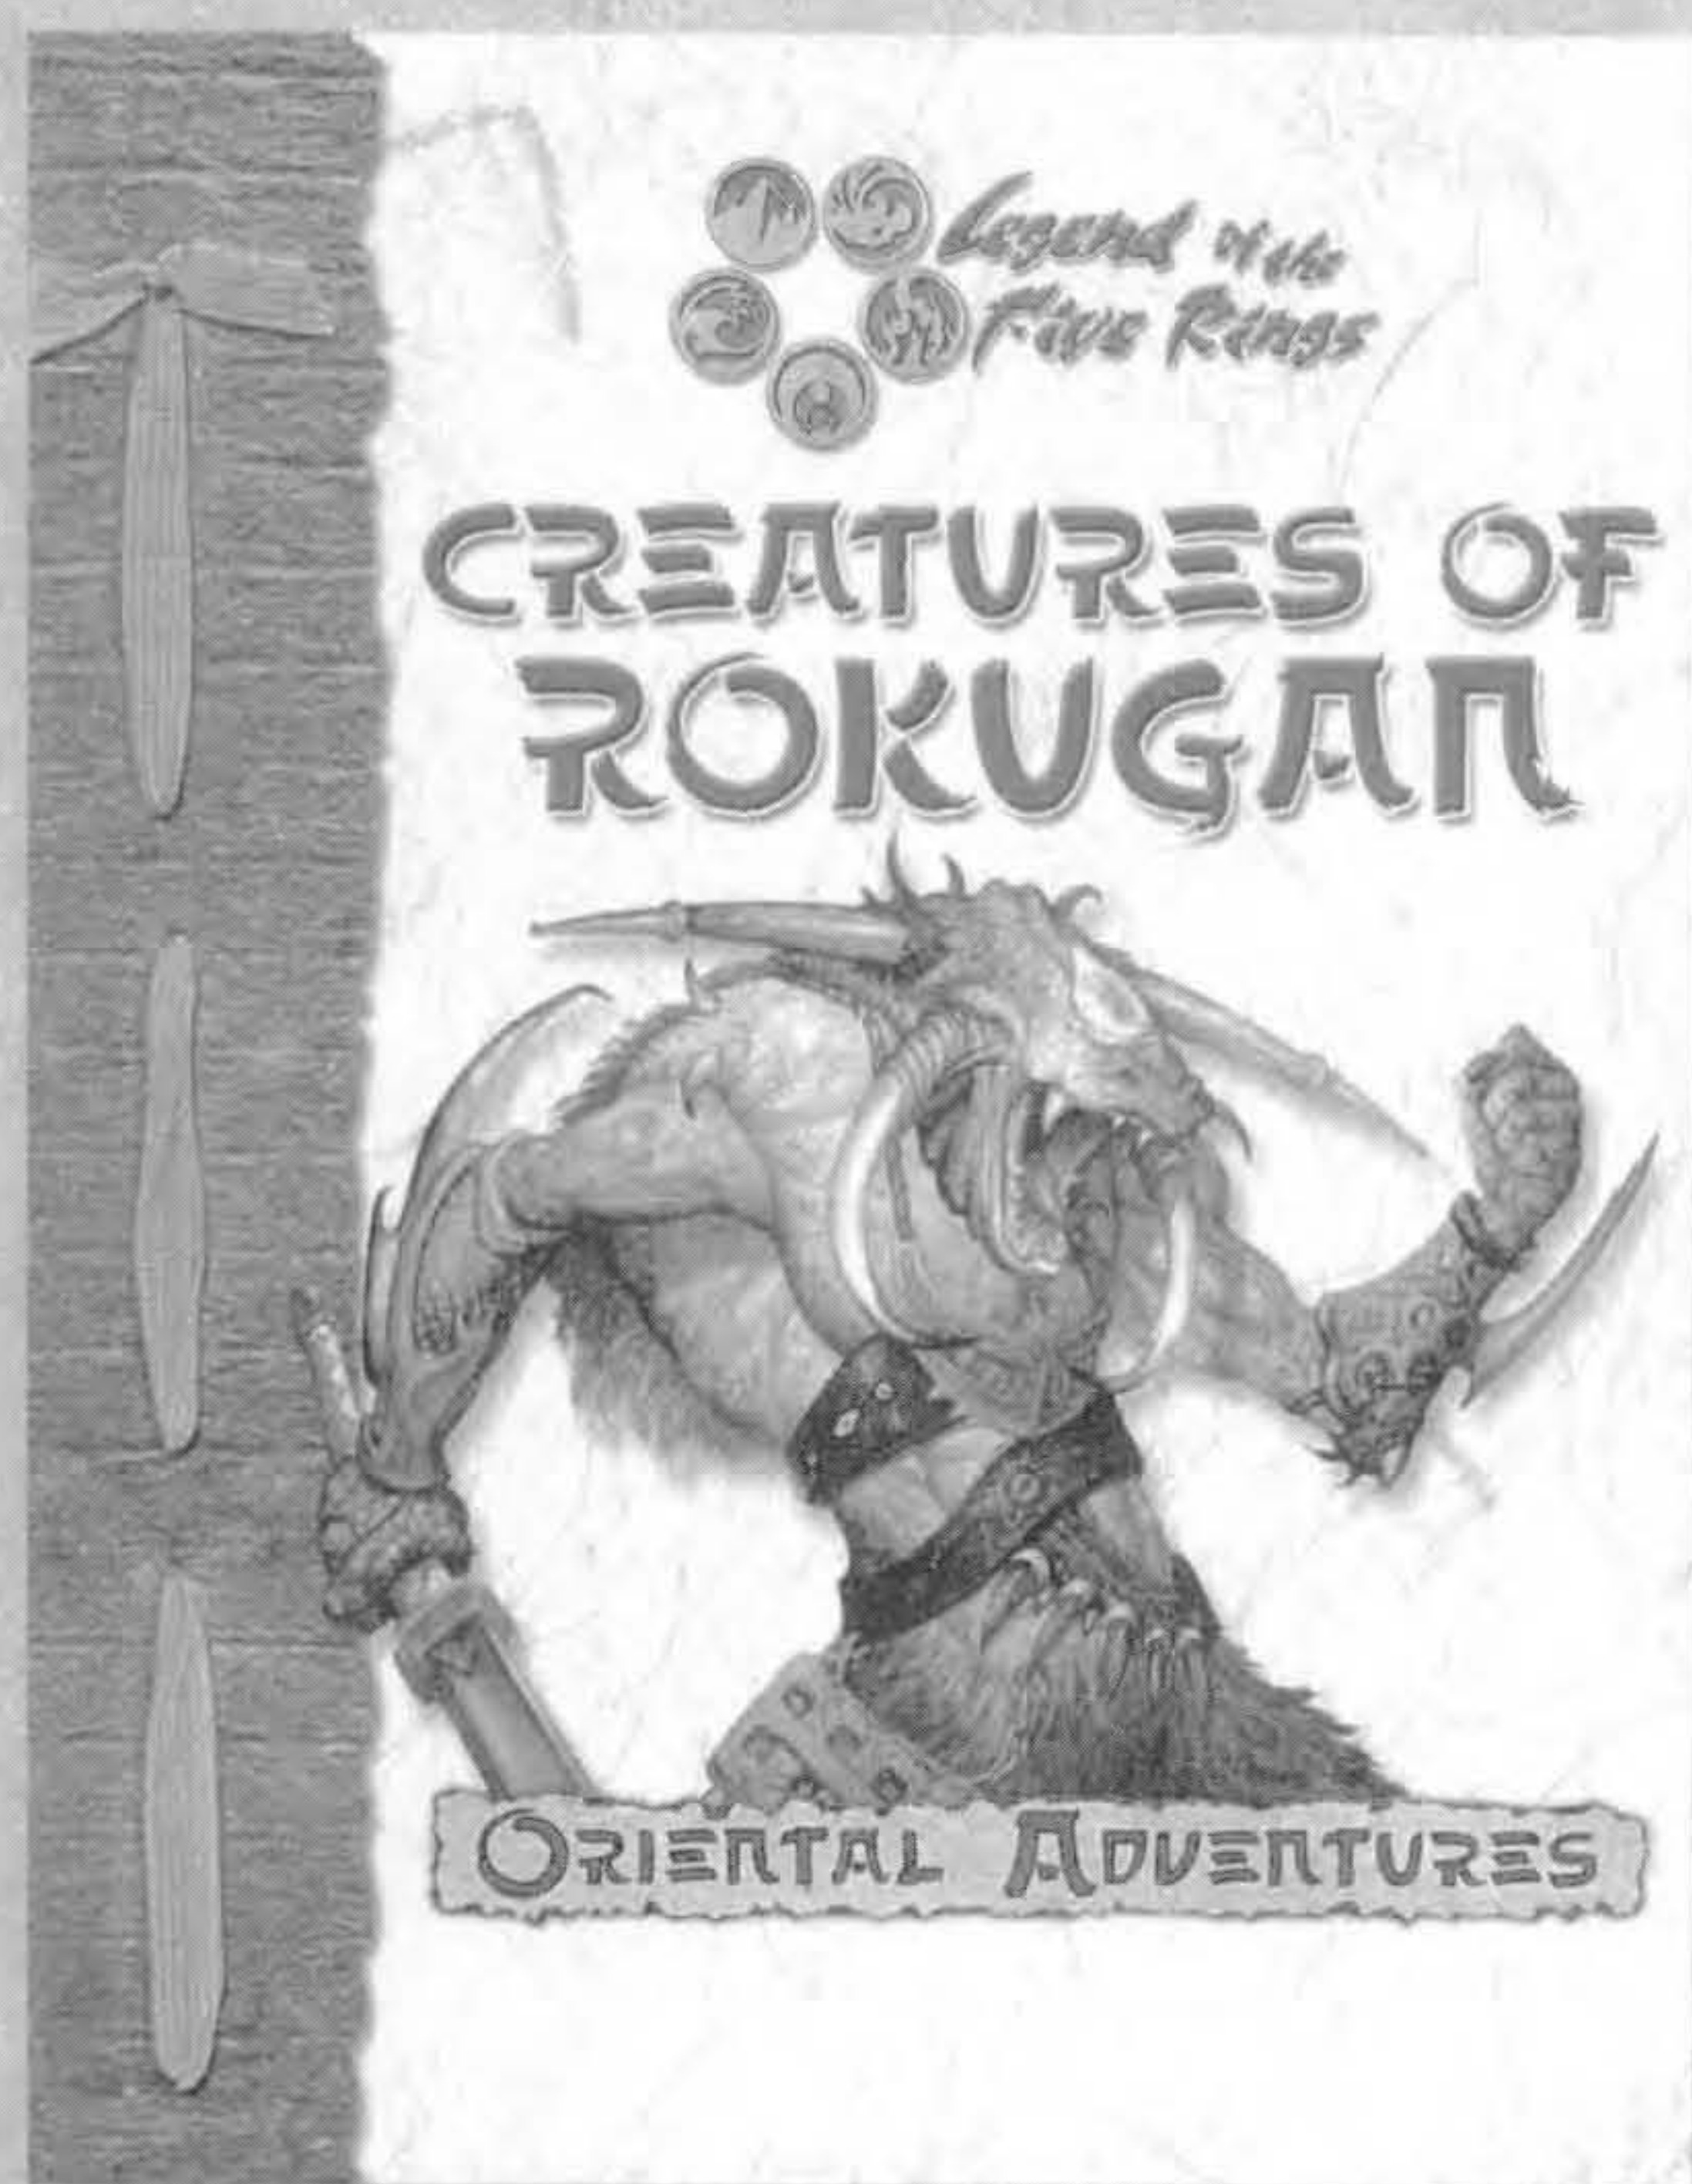 Legend of the
Five Rings
CREATURES OF
ROKUGAN
ORIENTAL ADVENTURES